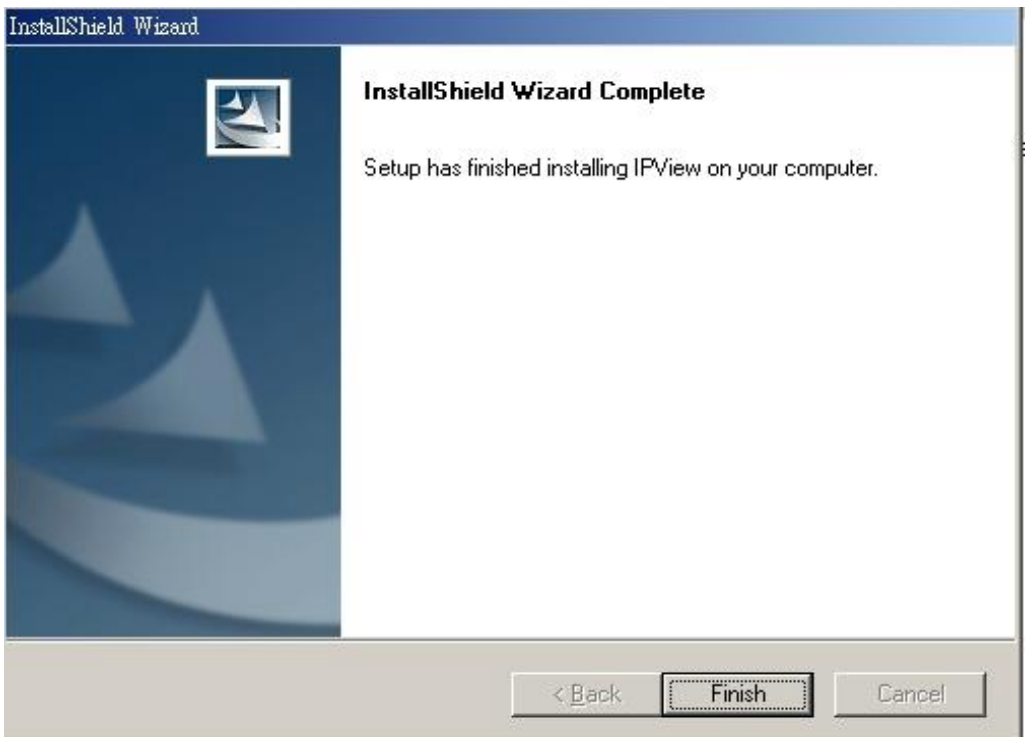 InstallShield Wizard
InstallShield Wizard Complete
Setup has finished installing IPView on your computer.
< Back
Finish
Cancel